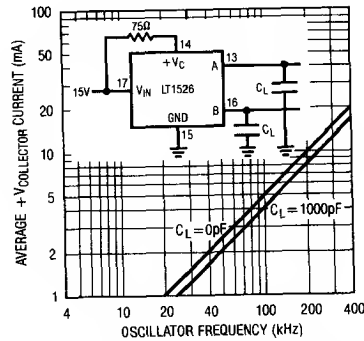 AVERAGE +VCOLLECTOR CURRENT (mA)
100
50
20
10
5
2
1
75Ω
14
+VC
13
A
15V
17
VIN
LT1526
CL
16
B
GND
15
CL
CL=0pF
CL=1000pF
4
10
20
40
100
200
400
OSCILLATOR FREQUENCY (kHz)